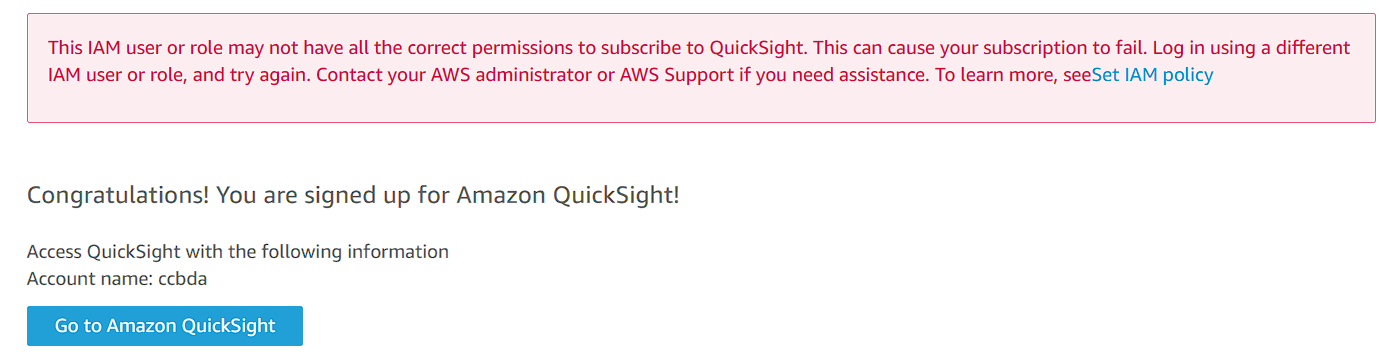 This IAM user or role may not have all the correct permissions to subscribe to QuickSight. This can cause your subscription to fail. Log in using a different
IAM user or role, and try again. Contact your AWS administrator or AWS Support if you need assistance. To learn more, seeSet IAM policy
Congratulations! You are signed up for Amazon QuickSight!
Access QuickSight with the following information
Account name: ccbda
Go to Amazon QuickSight